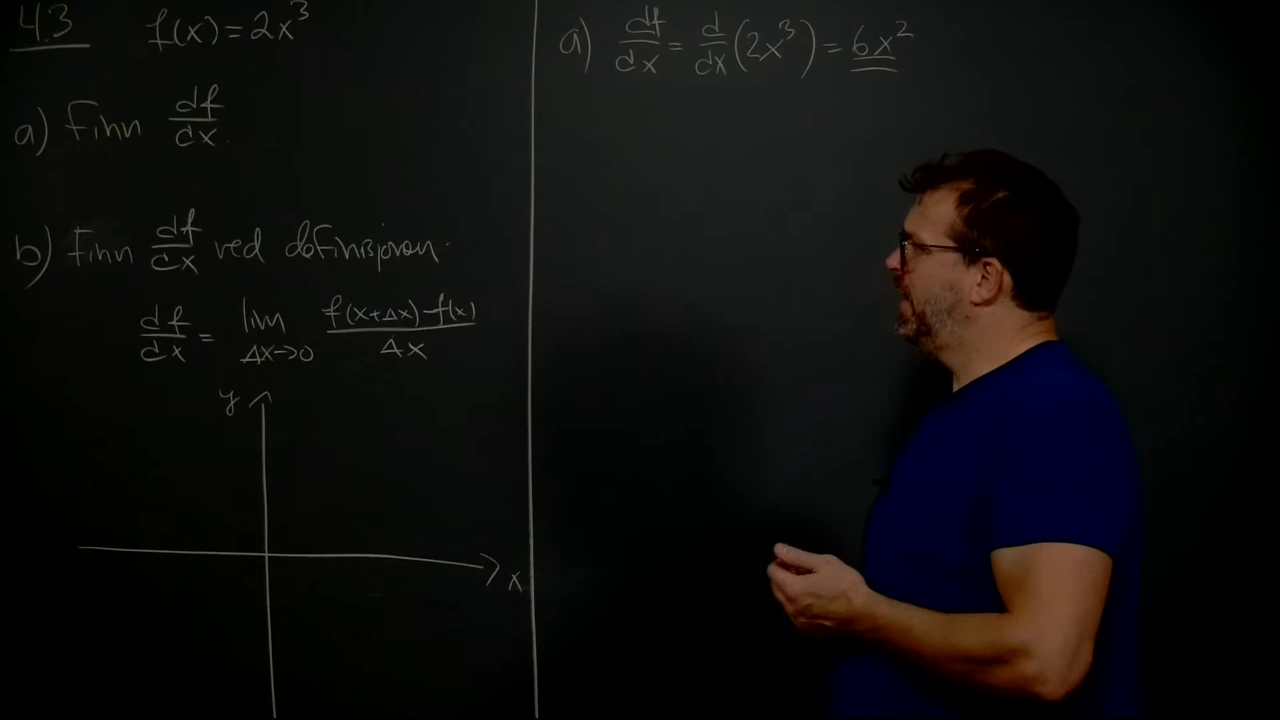 4.3 f(x) = 2x³
a) Finn df/dx.
b) Finn df/dx ved definisjonen.
df/dx = lim Δx→0 (f(x+Δx)-f(x))/Δx
y
x
a) df/dx = d/dx (2x³) = 6x²